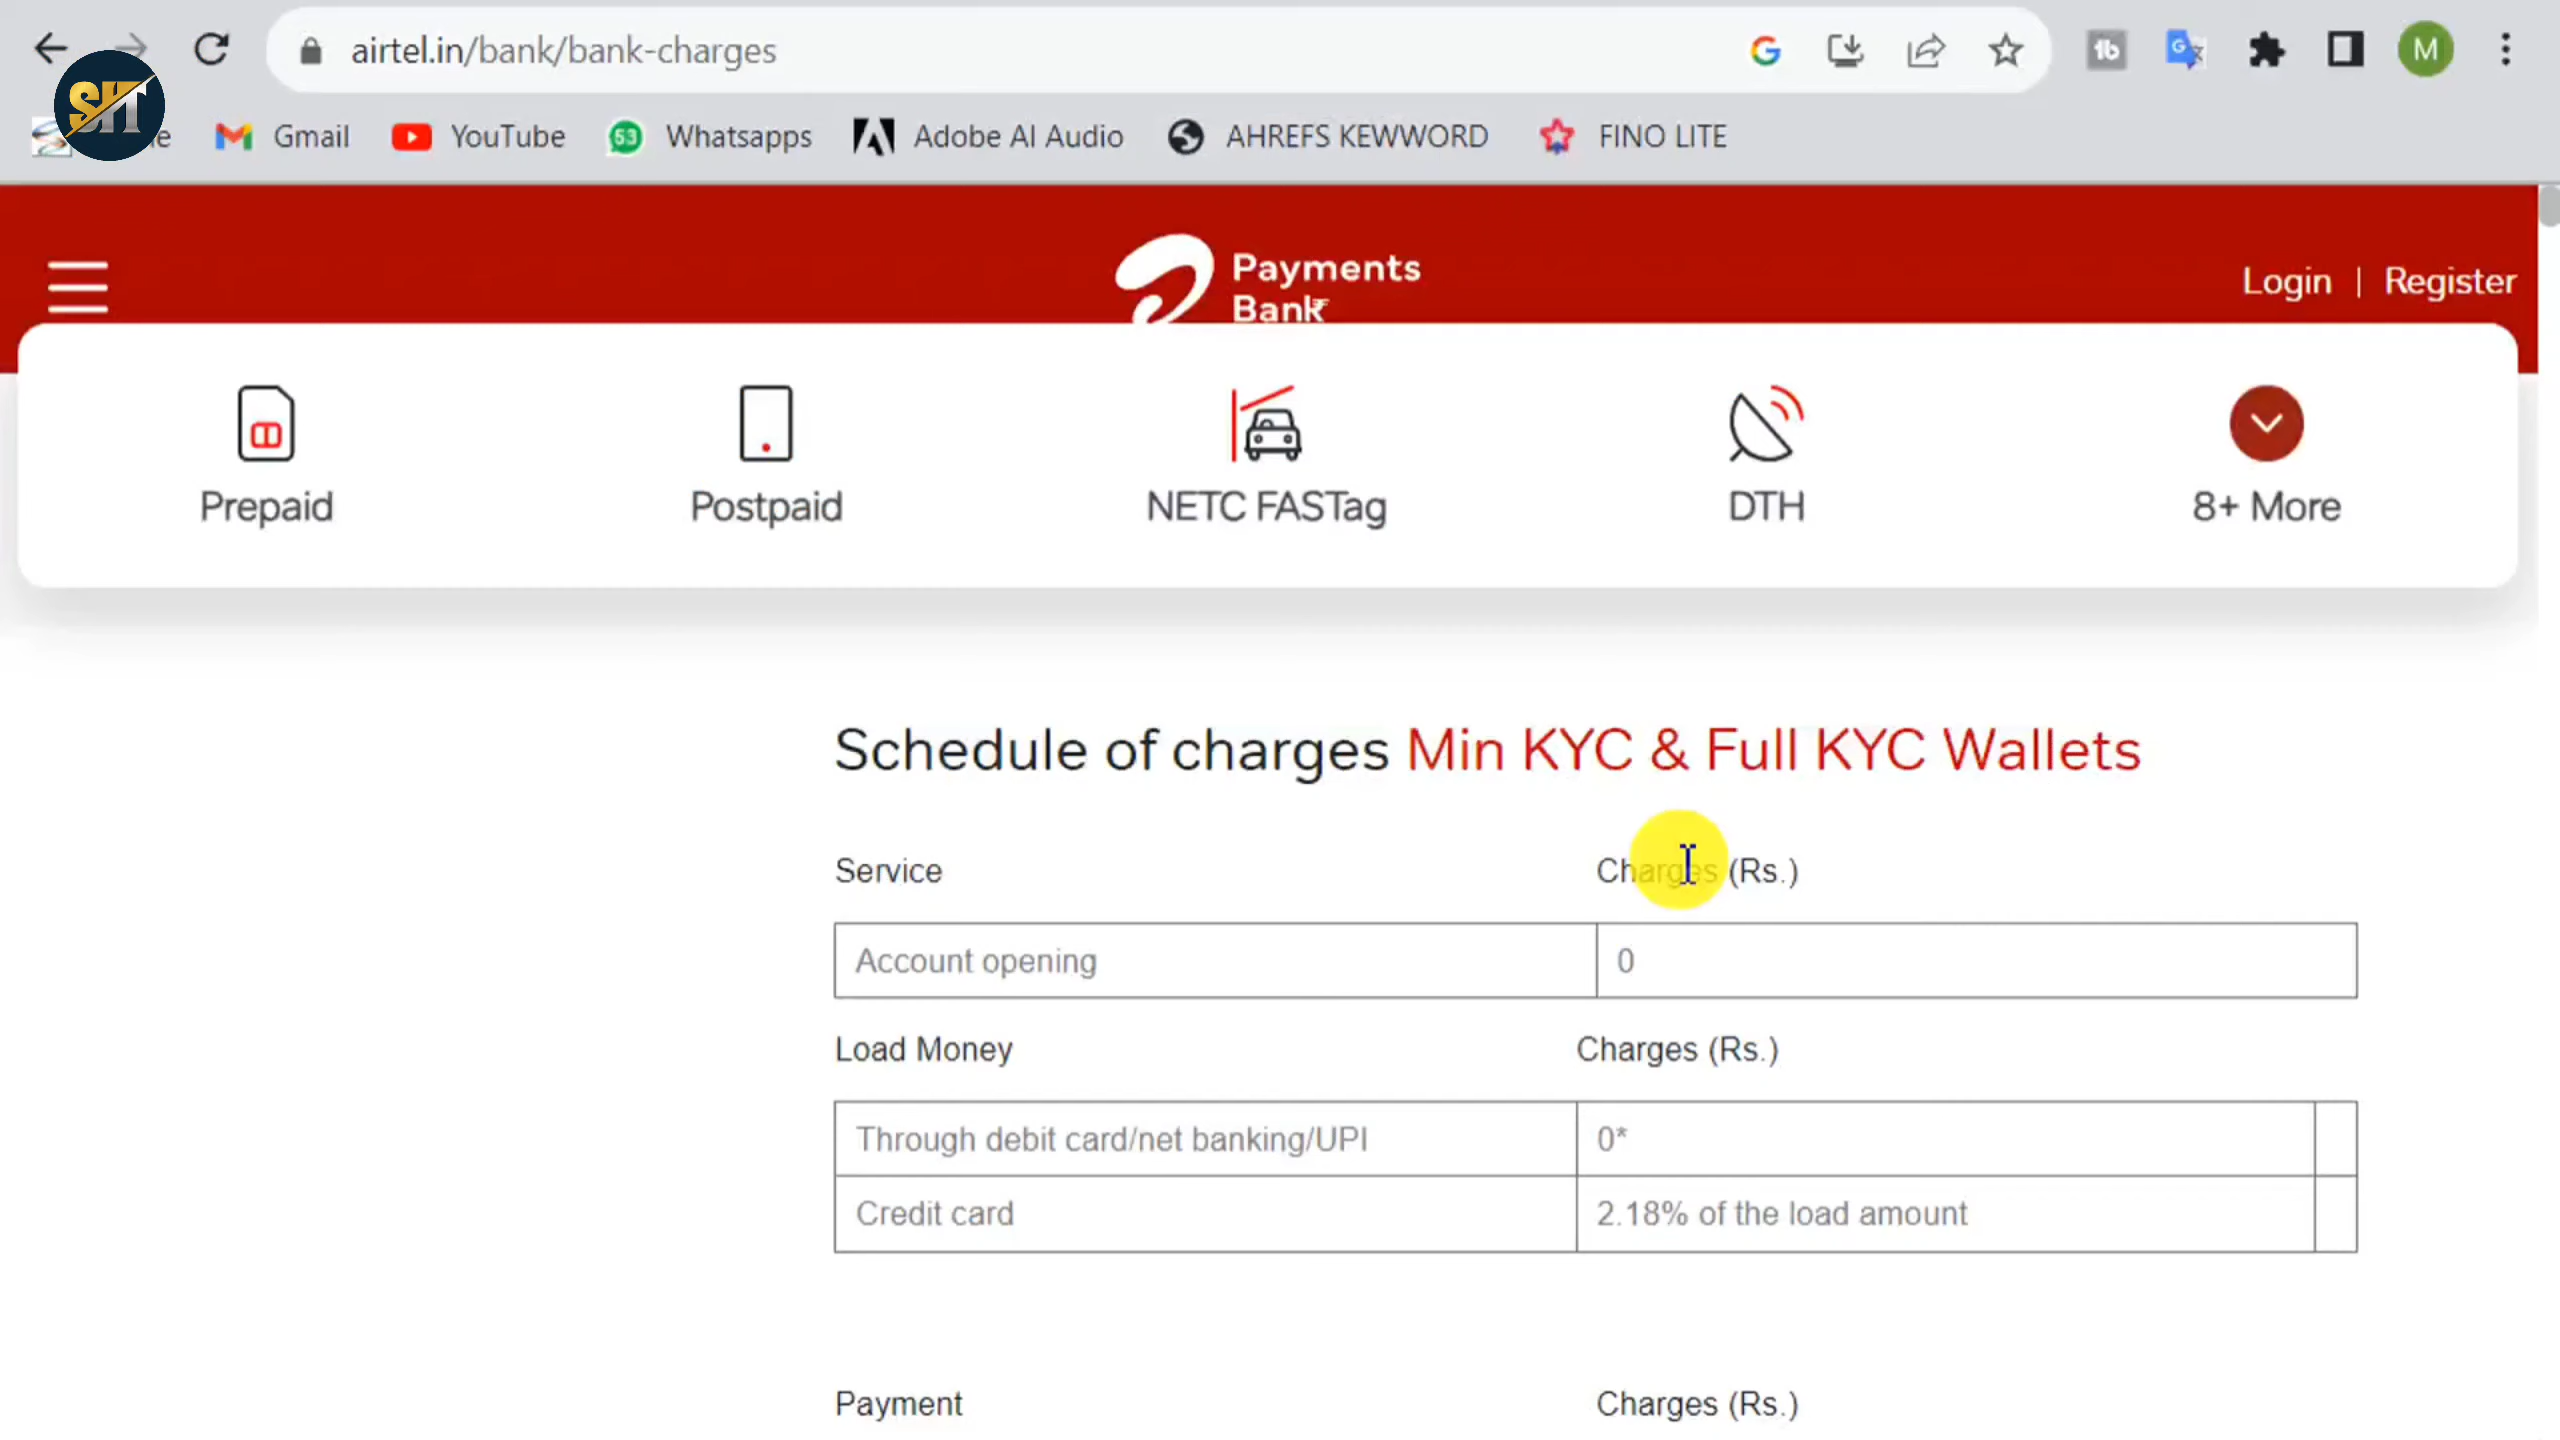 airtel.in/bank/bank-charges
M
SHT
Gmail
YouTube
53
Whatsapps
Adobe AI Audio
AHREFS KEWWORD
FINO LITE
Payments
Bank
Login | Register
Prepaid
Postpaid
NETC FASTag
DTH
8+ More
Schedule of charges Min KYC & Full KYC Wallets
Service Charges (Rs.)
Account opening 0
Load Money Charges (Rs.)
Through debit card/net banking/UPI 0*
Credit card 2.18% of the load amount
Payment Charges (Rs.)